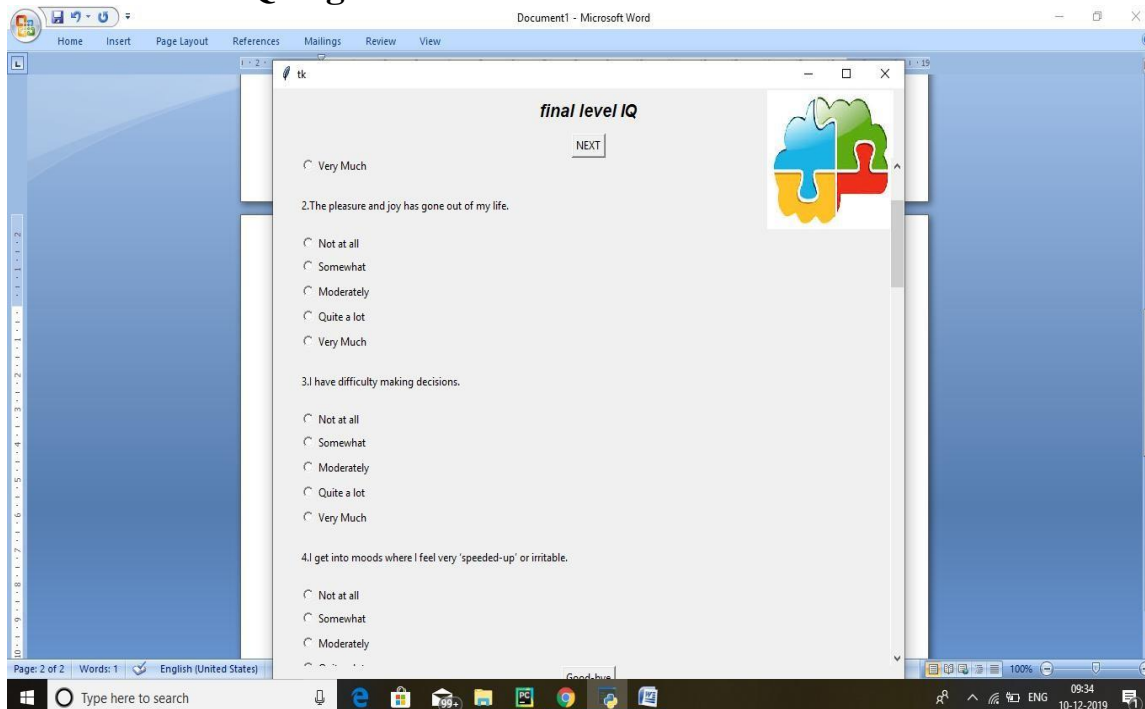 Document1 - Microsoft Word
Home Insert Page Layout References Mailings Review View
tk
final level IQ
NEXT
Very Much
2.The pleasure and joy has gone out of my life.
Not at all
Somewhat
Moderately
Quite a lot
Very Much
3.I have difficulty making decisions.
Not at all
Somewhat
Moderately
Quite a lot
Very Much
4.I get into moods where I feel very 'speeded-up' or irritable.
Not at all
Somewhat
Moderately
Good-bye
Page: 2 of 2 Words: 1 English (United States) 100%
Type here to search 99+ PC ENG 09:34
10-12-2019